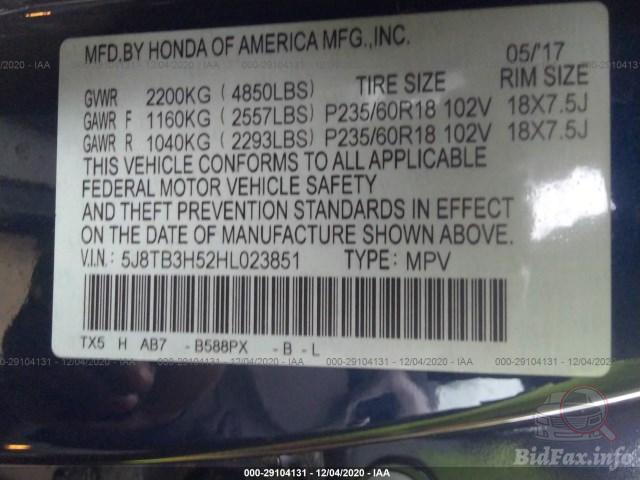 MFD.BY HONDA OF AMERICA MFG.,INC.
05/'17
GVWR 2200KG (4850LBS) TIRE SIZE RIM SIZE
GAWR F 1160KG (2557LBS) P235/60R18 102V 18X7.5J
GAWR R 1040KG (2293LBS) P235/60R18 102V 18X7.5J
THIS VEHICLE CONFORMS TO ALL APPLICABLE
FEDERAL MOTOR VEHICLE SAFETY
AND THEFT PREVENTION STANDARDS IN EFFECT
ON THE DATE OF MANUFACTURE SHOWN ABOVE.
V.I.N.: 5J8TB3H52HL023851 TYPE: MPV
TX5 H AB7 -B588PX -B -L
000-29104131 - 12/04/2020 - IAA
BidFax.info